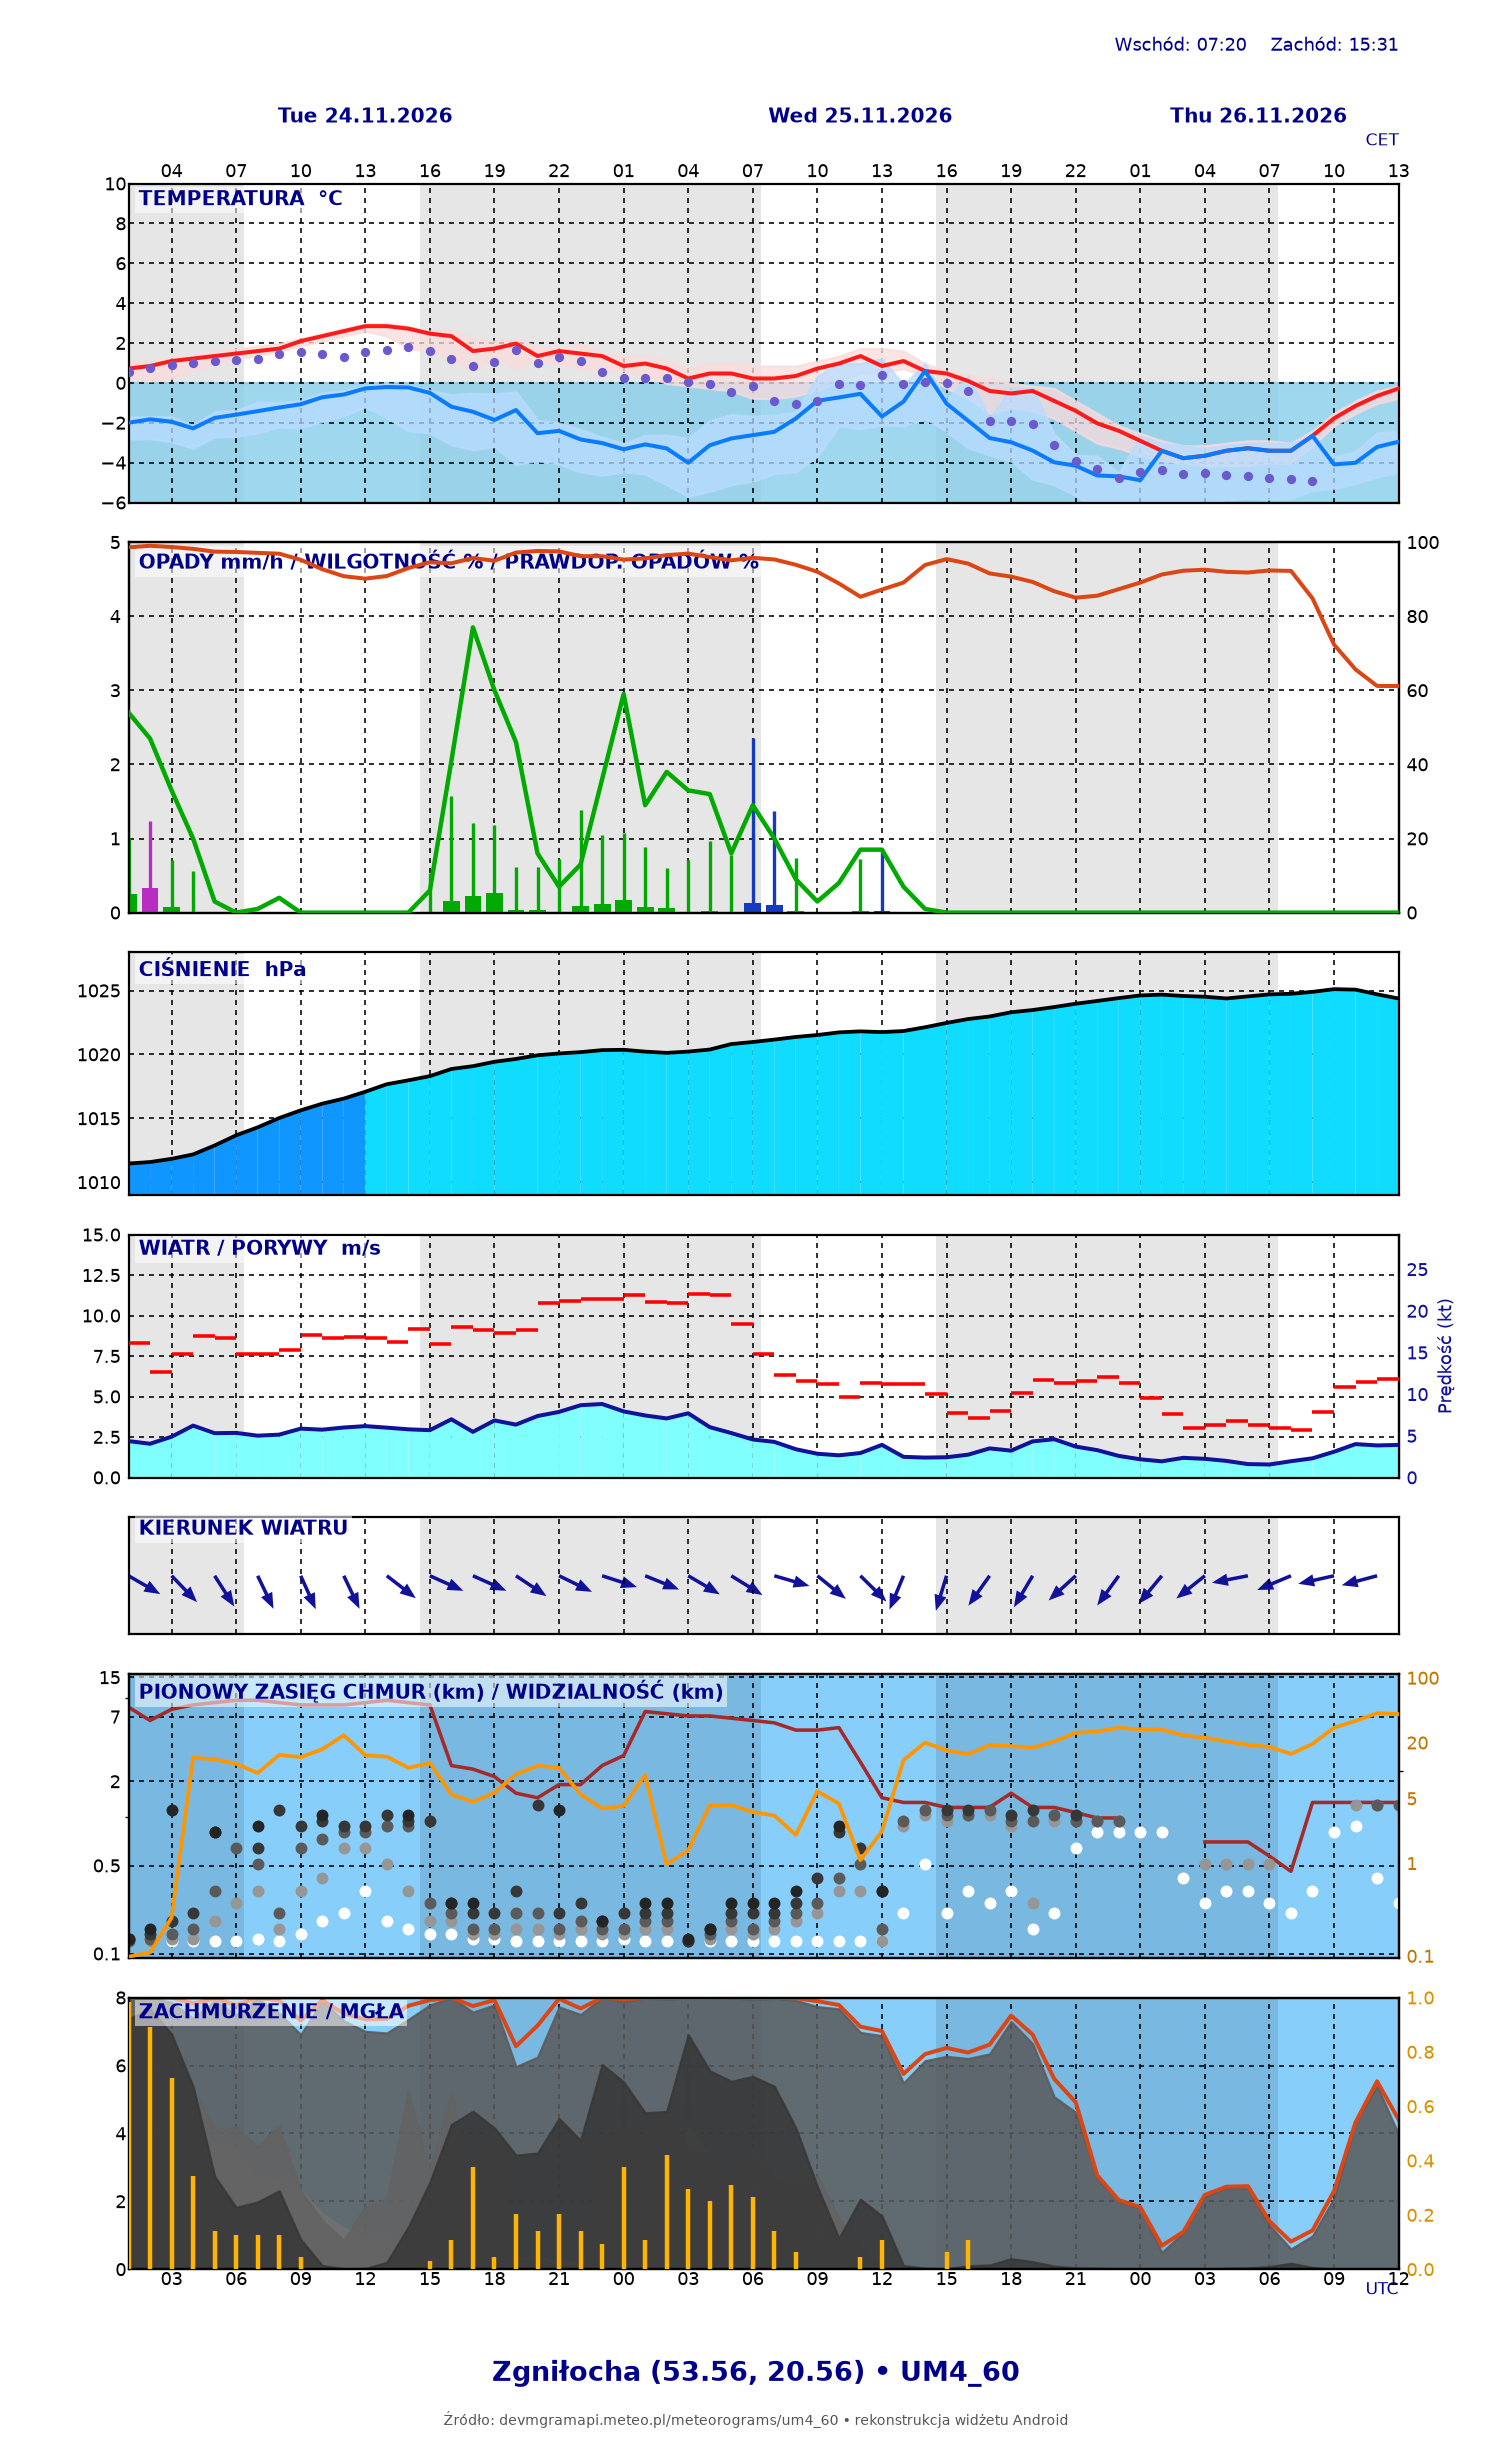 Wschód: 07:20 Zachód: 15:31
Tue 24.11.2026 Wed 25.11.2026 Thu 26.11.2026
CET
04 07 10 13 16 19 22 01 04 07 10 13 16 19 22 01 04 07 10 13
TEMPERATURA °C
10
8
6
4
2
0
−2
−4
−6
OPADY mm/h / WILGOTNOŚĆ % / PRAWDOP. OPADÓW %
5 100
4 80
3 60
2 40
1 20
0 0
CIŚNIENIE hPa
1025
1020
1015
1010
WIATR / PORYWY m/s
15.0
12.5 25
10.0 20
7.5 15
5.0 10
2.5 5
0.0 0
Prędkość (kt)
KIERUNEK WIATRU
PIONOWY ZASIĘG CHMUR (km) / WIDZIALNOŚĆ (km)
15 100
7 20
2 5
0.5 1
0.1 0.1
ZACHMURZENIE / MGŁA
8 1.0
0.8
6
0.6
4
0.4
2 0.2
0 0.0
03 06 09 12 15 18 21 00 03 06 09 12 15 18 21 00 03 06 09 12
UTC
Zgniłocha (53.56, 20.56) • UM4_60
Źródło: devmgramapi.meteo.pl/meteorograms/um4_60 • rekonstrukcja widżetu Android